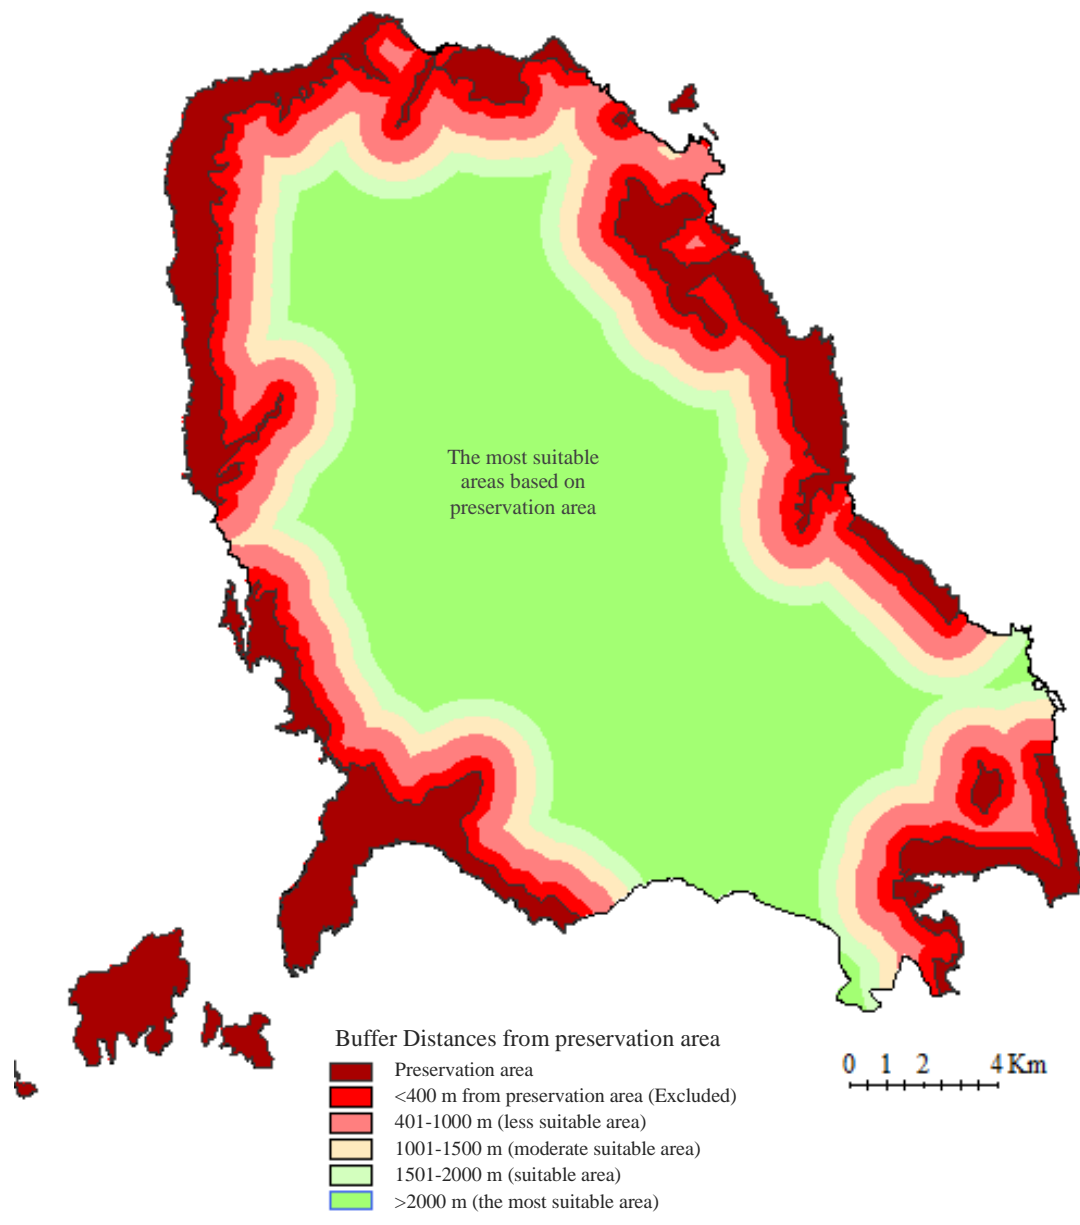 The most suitable
areas based on
preservation area
Buffer Distances from preservation area
Preservation area
<400 m from preservation area (Excluded)
401-1000 m (less suitable area)
1001-1500 m (moderate suitable area)
1501-2000 m (suitable area)
>2000 m (the most suitable area)
0 1 2 4 Km